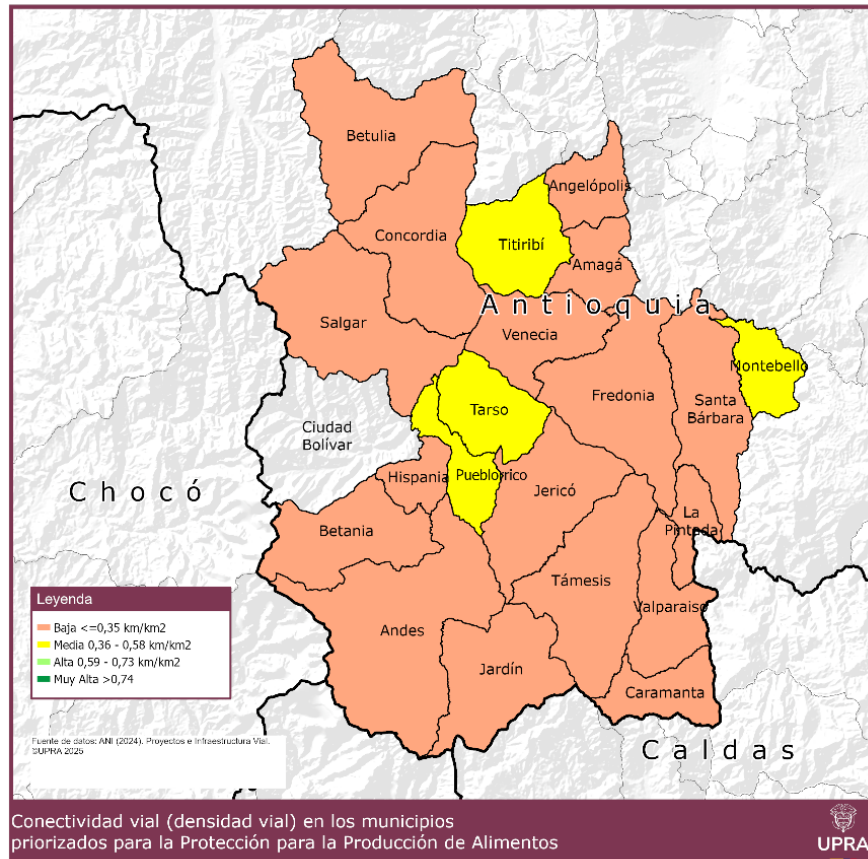 Betulia
Angelópolis
Concordia
Titiribí
Amagá
Antioquia
Salgar
Venecia
Montebello
Fredonia
Santa
Bárbara
Tarso
Ciudad
Bolívar
Hispania
Pueblorrico
Jericó
Chocó
La
Pintada
Betania
Támesis
Valparaiso
Andes
Jardín
Caramanta
Caldas
Leyenda
Baja <=0,35 km/km2
Media 0,36 - 0,58 km/km2
Alta 0,59 - 0,73 km/km2
Muy Alta >0,74
Fuente de datos: ANI (2024). Proyectos e Infraestructura Vial.
©UPRA 2025
Conectividad vial (densidad vial) en los municipios
priorizados para la Protección para la Producción de Alimentos
UPRA